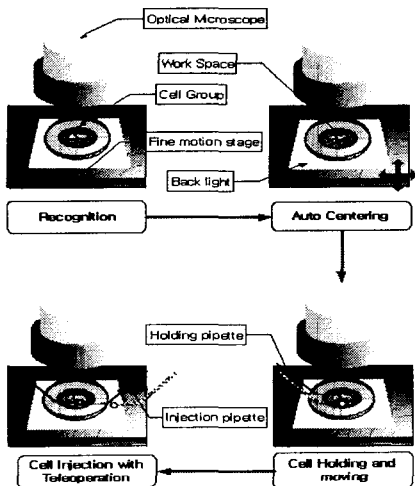 Optical Microscope
Work Space
Cell Group
Fine motion stage
Back light
Recognition
Auto Centering
Holding pipette
Injection pipette
Cell Injection with
Teleoperation
Cell Holding and
moving